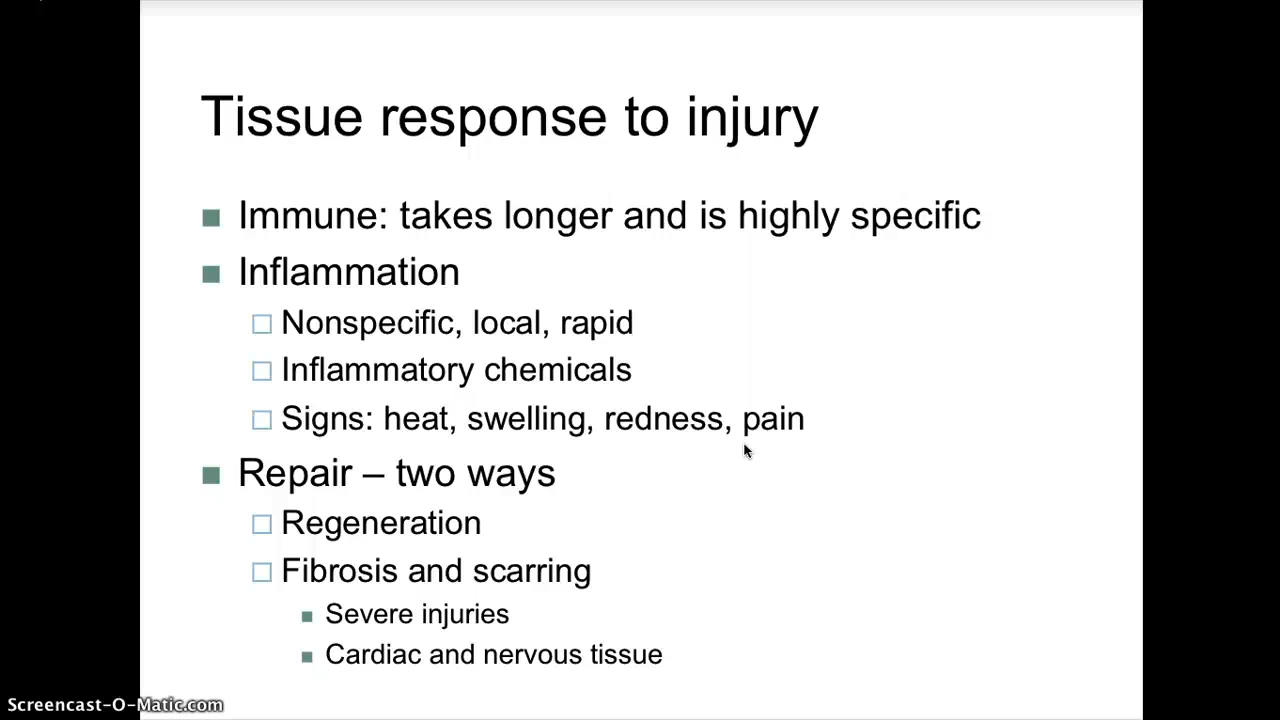 Tissue response to injury
Immune: takes longer and is highly specific
Inflammation
Nonspecific, local, rapid
Inflammatory chemicals
Signs: heat, swelling, redness, pain
Repair – two ways
Regeneration
Fibrosis and scarring
Severe injuries
Cardiac and nervous tissue
Screencast-O-Matic.com